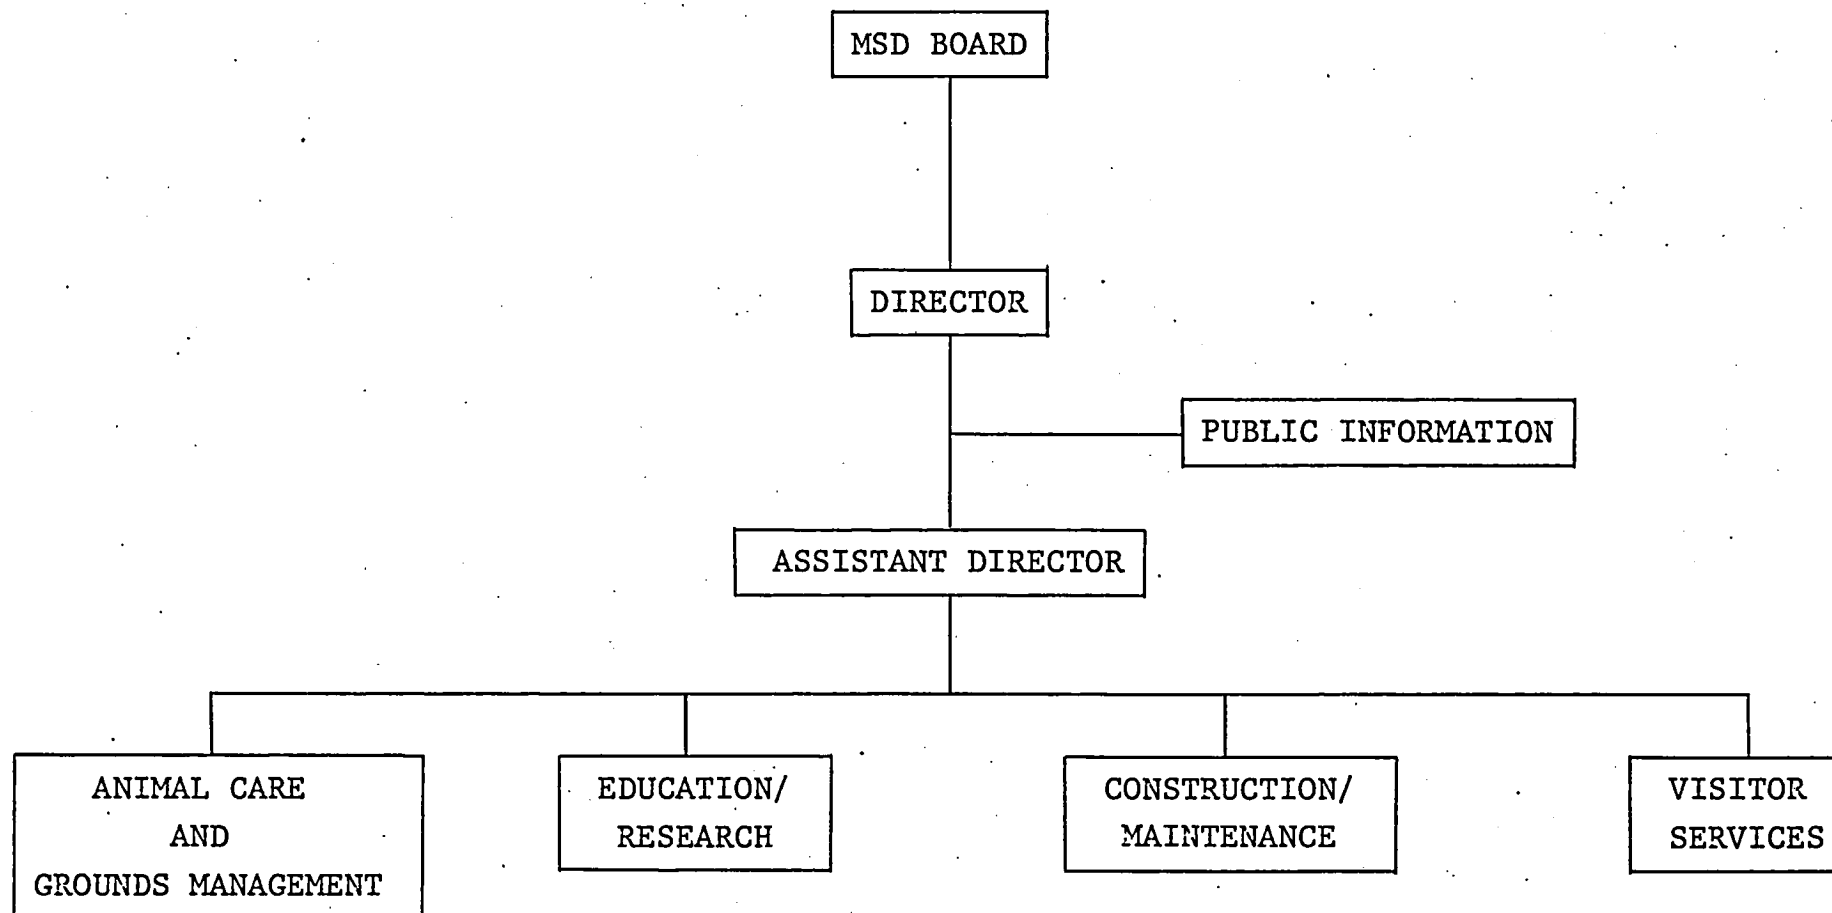 MSD BOARD
DIRECTOR
PUBLIC INFORMATION
ASSISTANT DIRECTOR
ANIMAL CARE
AND
GROUNDS MANAGEMENT
EDUCATION/
RESEARCH
CONSTRUCTION/
MAINTENANCE
VISITOR
SERVICES